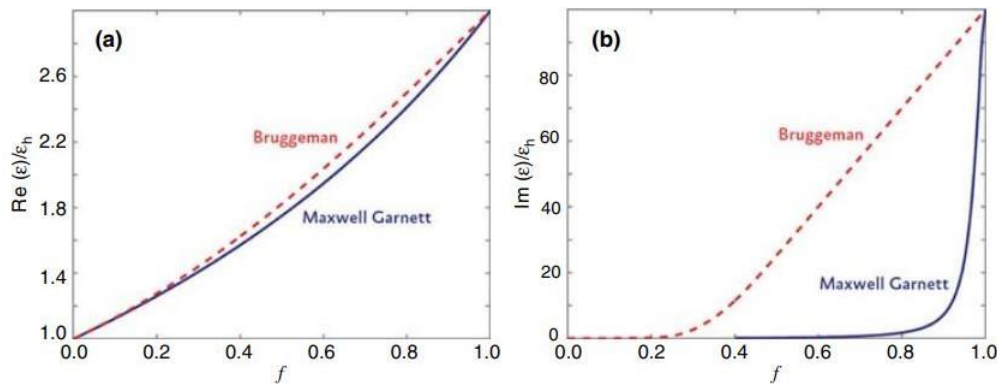 (a)
2.6
2.2
1.8
1.4
1.0
Re (ε)/εh
Bruggeman
Maxwell Garnett
0.0 0.2 0.4 0.6 0.8 1.0
f
(b)
80
60
40
20
0
Im (ε)/εh
Bruggeman
Maxwell Garnett
0.0 0.2 0.4 0.6 0.8 1.0
f